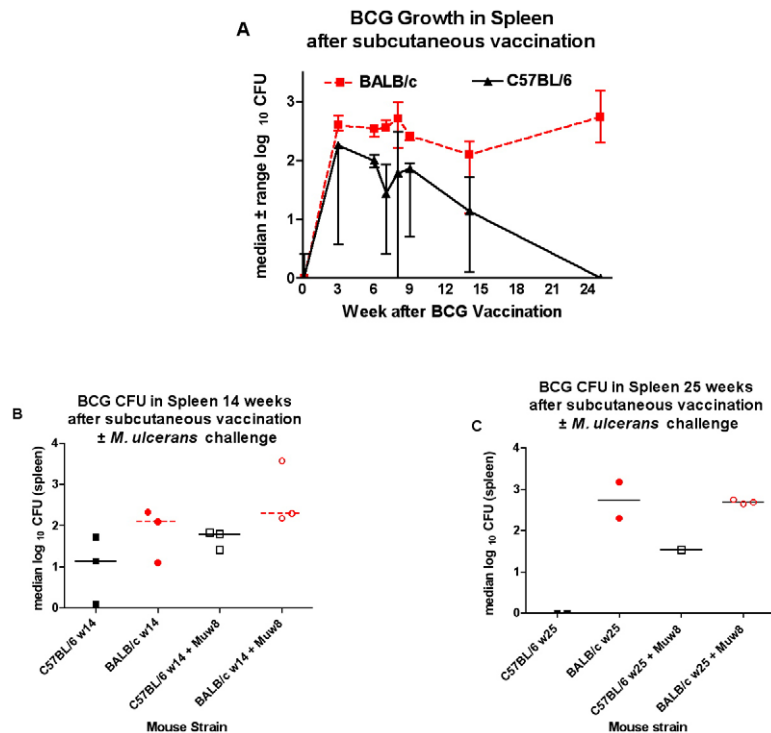 A
BCG Growth in Spleen
after subcutaneous vaccination
BALB/c
C57BL/6
median ± range log 10 CFU
3
2
1
0
0 3 6 9 12 15 18 21 24
Week after BCG Vaccination
B
BCG CFU in Spleen 14 weeks
after subcutaneous vaccination
± M. ulcerans challenge
median log 10 CFU (spleen)
4
3
2
1
0
C57BL/6 w14
BALB/c w14
C57BL/6 w14 + Muw8
BALB/c w14 + Muw8
Mouse Strain
C
BCG CFU in Spleen 25 weeks
after subcutaneous vaccination
± M. ulcerans challenge
median log 10 CFU (spleen)
4
3
2
1
0
C57BL/6 w25
BALB/c w25
C57BL/6 w25 + Muw8
BALB/c w25 + Muw8
Mouse strain